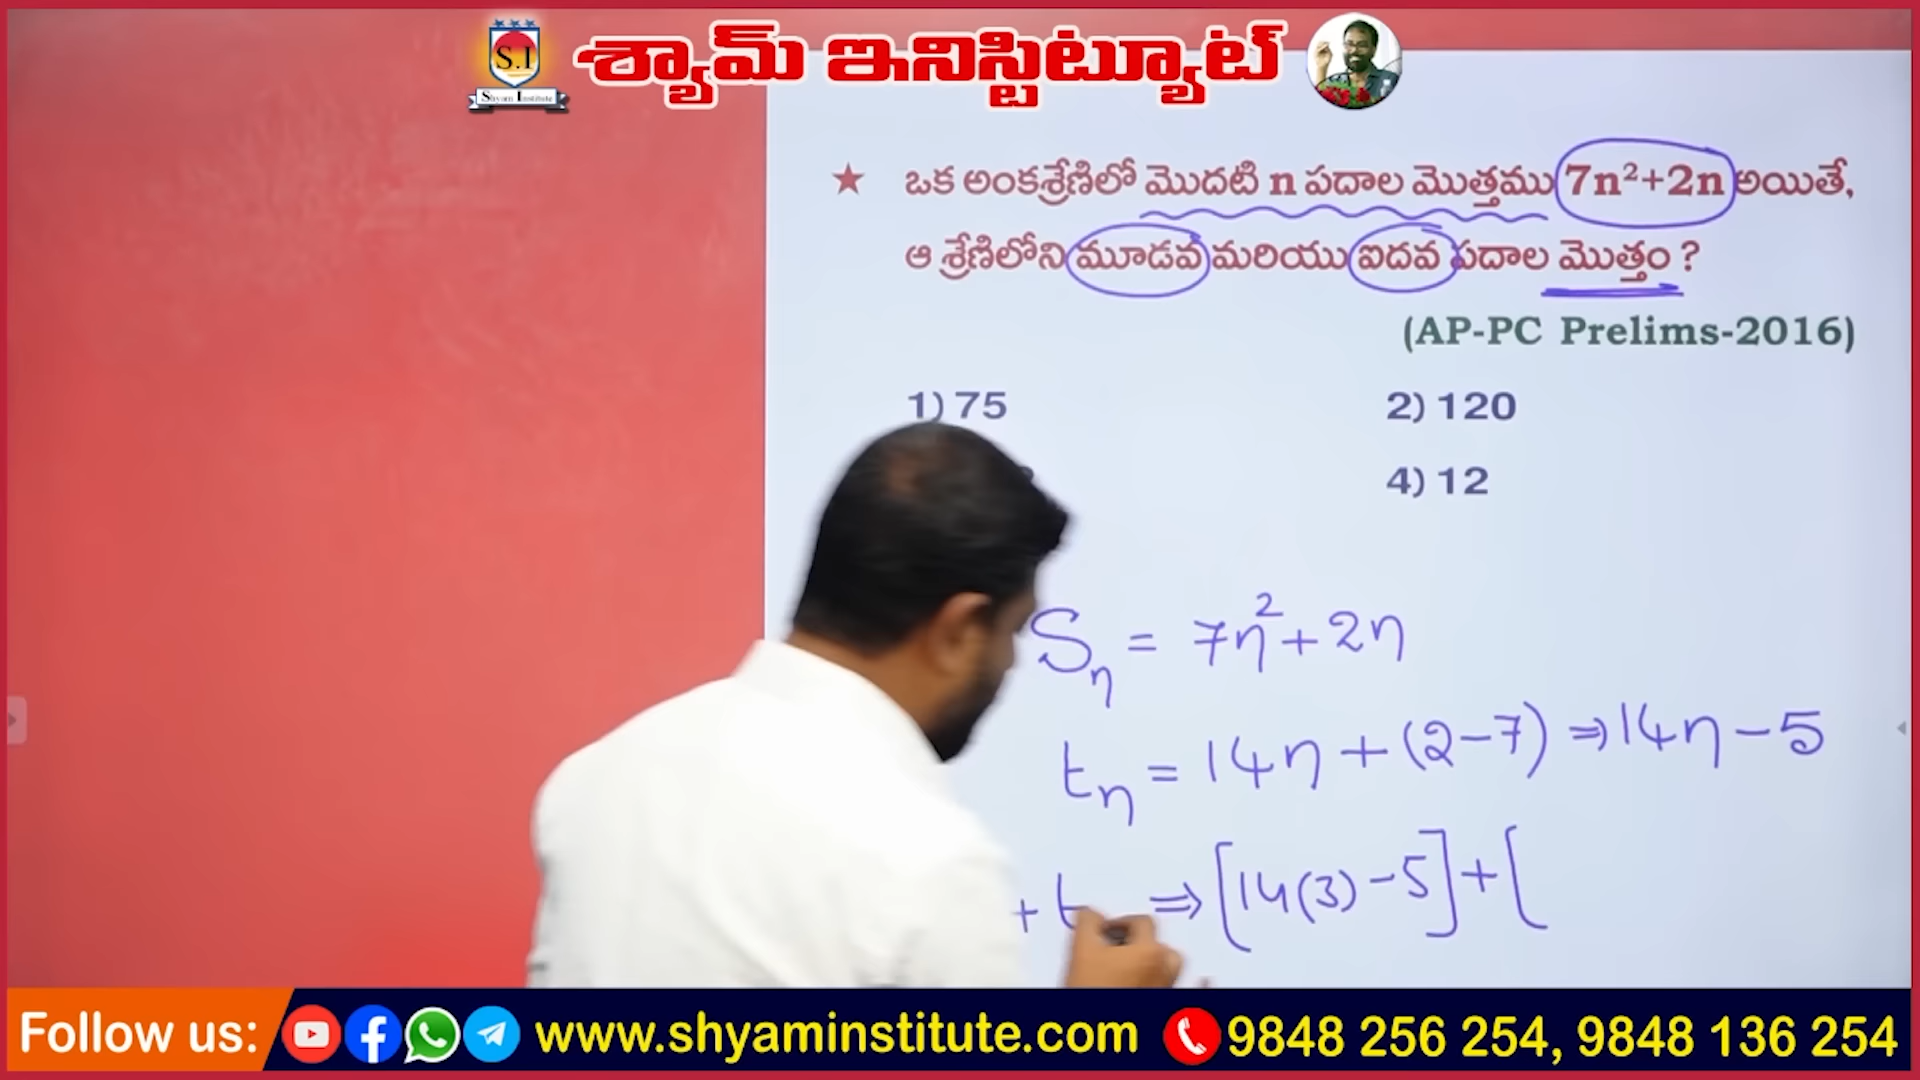 S.I
Shyam Institute
శ్యామ్ ఇనిస్టిట్యూట్
★ ఒక అంకశ్రేణిలో మొదటి n పదాల మొత్తము 7n²+2n అయితే,
ఆ శ్రేణిలోని మూడవ మరియు ఐదవ పదాల మొత్తం ?
(AP-PC Prelims-2016)
1) 75 2) 120
4) 12
Sn = 7n²+2n
tn = 14n + (2-7) ⇒ 14n - 5
+ t ⇒ [14(3) - 5] + [
Follow us: www.shyaminstitute.com 9848 256 254, 9848 136 254